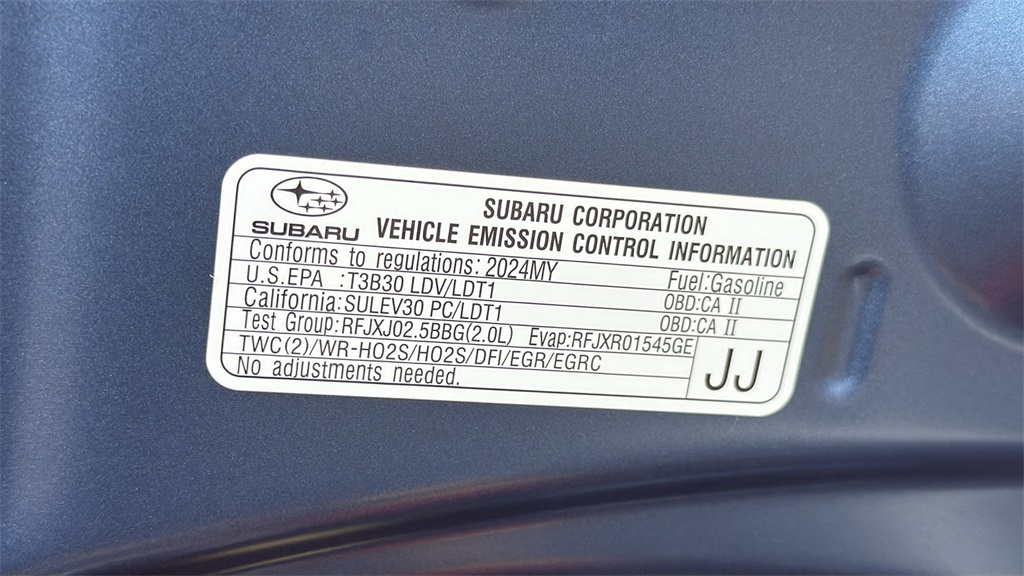 SUBARU
SUBARU CORPORATION
VEHICLE EMISSION CONTROL INFORMATION
Conforms to regulations: 2024MY Fuel:Gasoline
U.S.EPA :T3B30 LDV/LDT1 OBD:CA II
California:SULEV30 PC/LDT1 OBD:CA II
Test Group:RFJXJ02.5BBG(2.0L) Evap:RFJXR01545GE
TWC(2)/WR-HO2S/HO2S/DFI/EGR/EGRC
No adjustments needed.
JJ